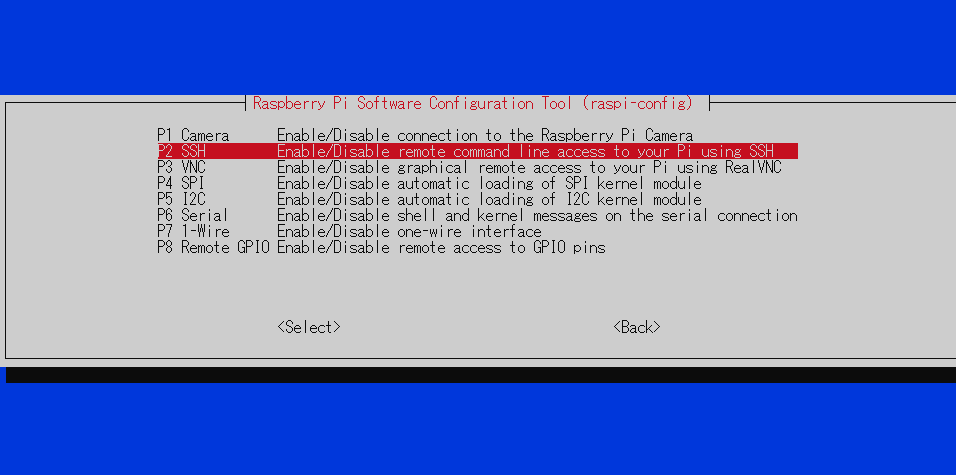 Raspberry Pi Software Configuration Tool (raspi-config)
P1 Camera Enable/Disable connection to the Raspberry Pi Camera
P2 SSH Enable/Disable remote command line access to your Pi using SSH
P3 VNC Enable/Disable graphical remote access to your Pi using RealVNC
P4 SPI Enable/Disable automatic loading of SPI kernel module
P5 I2C Enable/Disable automatic loading of I2C kernel module
P6 Serial Enable/Disable shell and kernel messages on the serial connection
P7 1-Wire Enable/Disable one-wire interface
P8 Remote GPIO Enable/Disable remote access to GPIO pins
<Select> <Back>